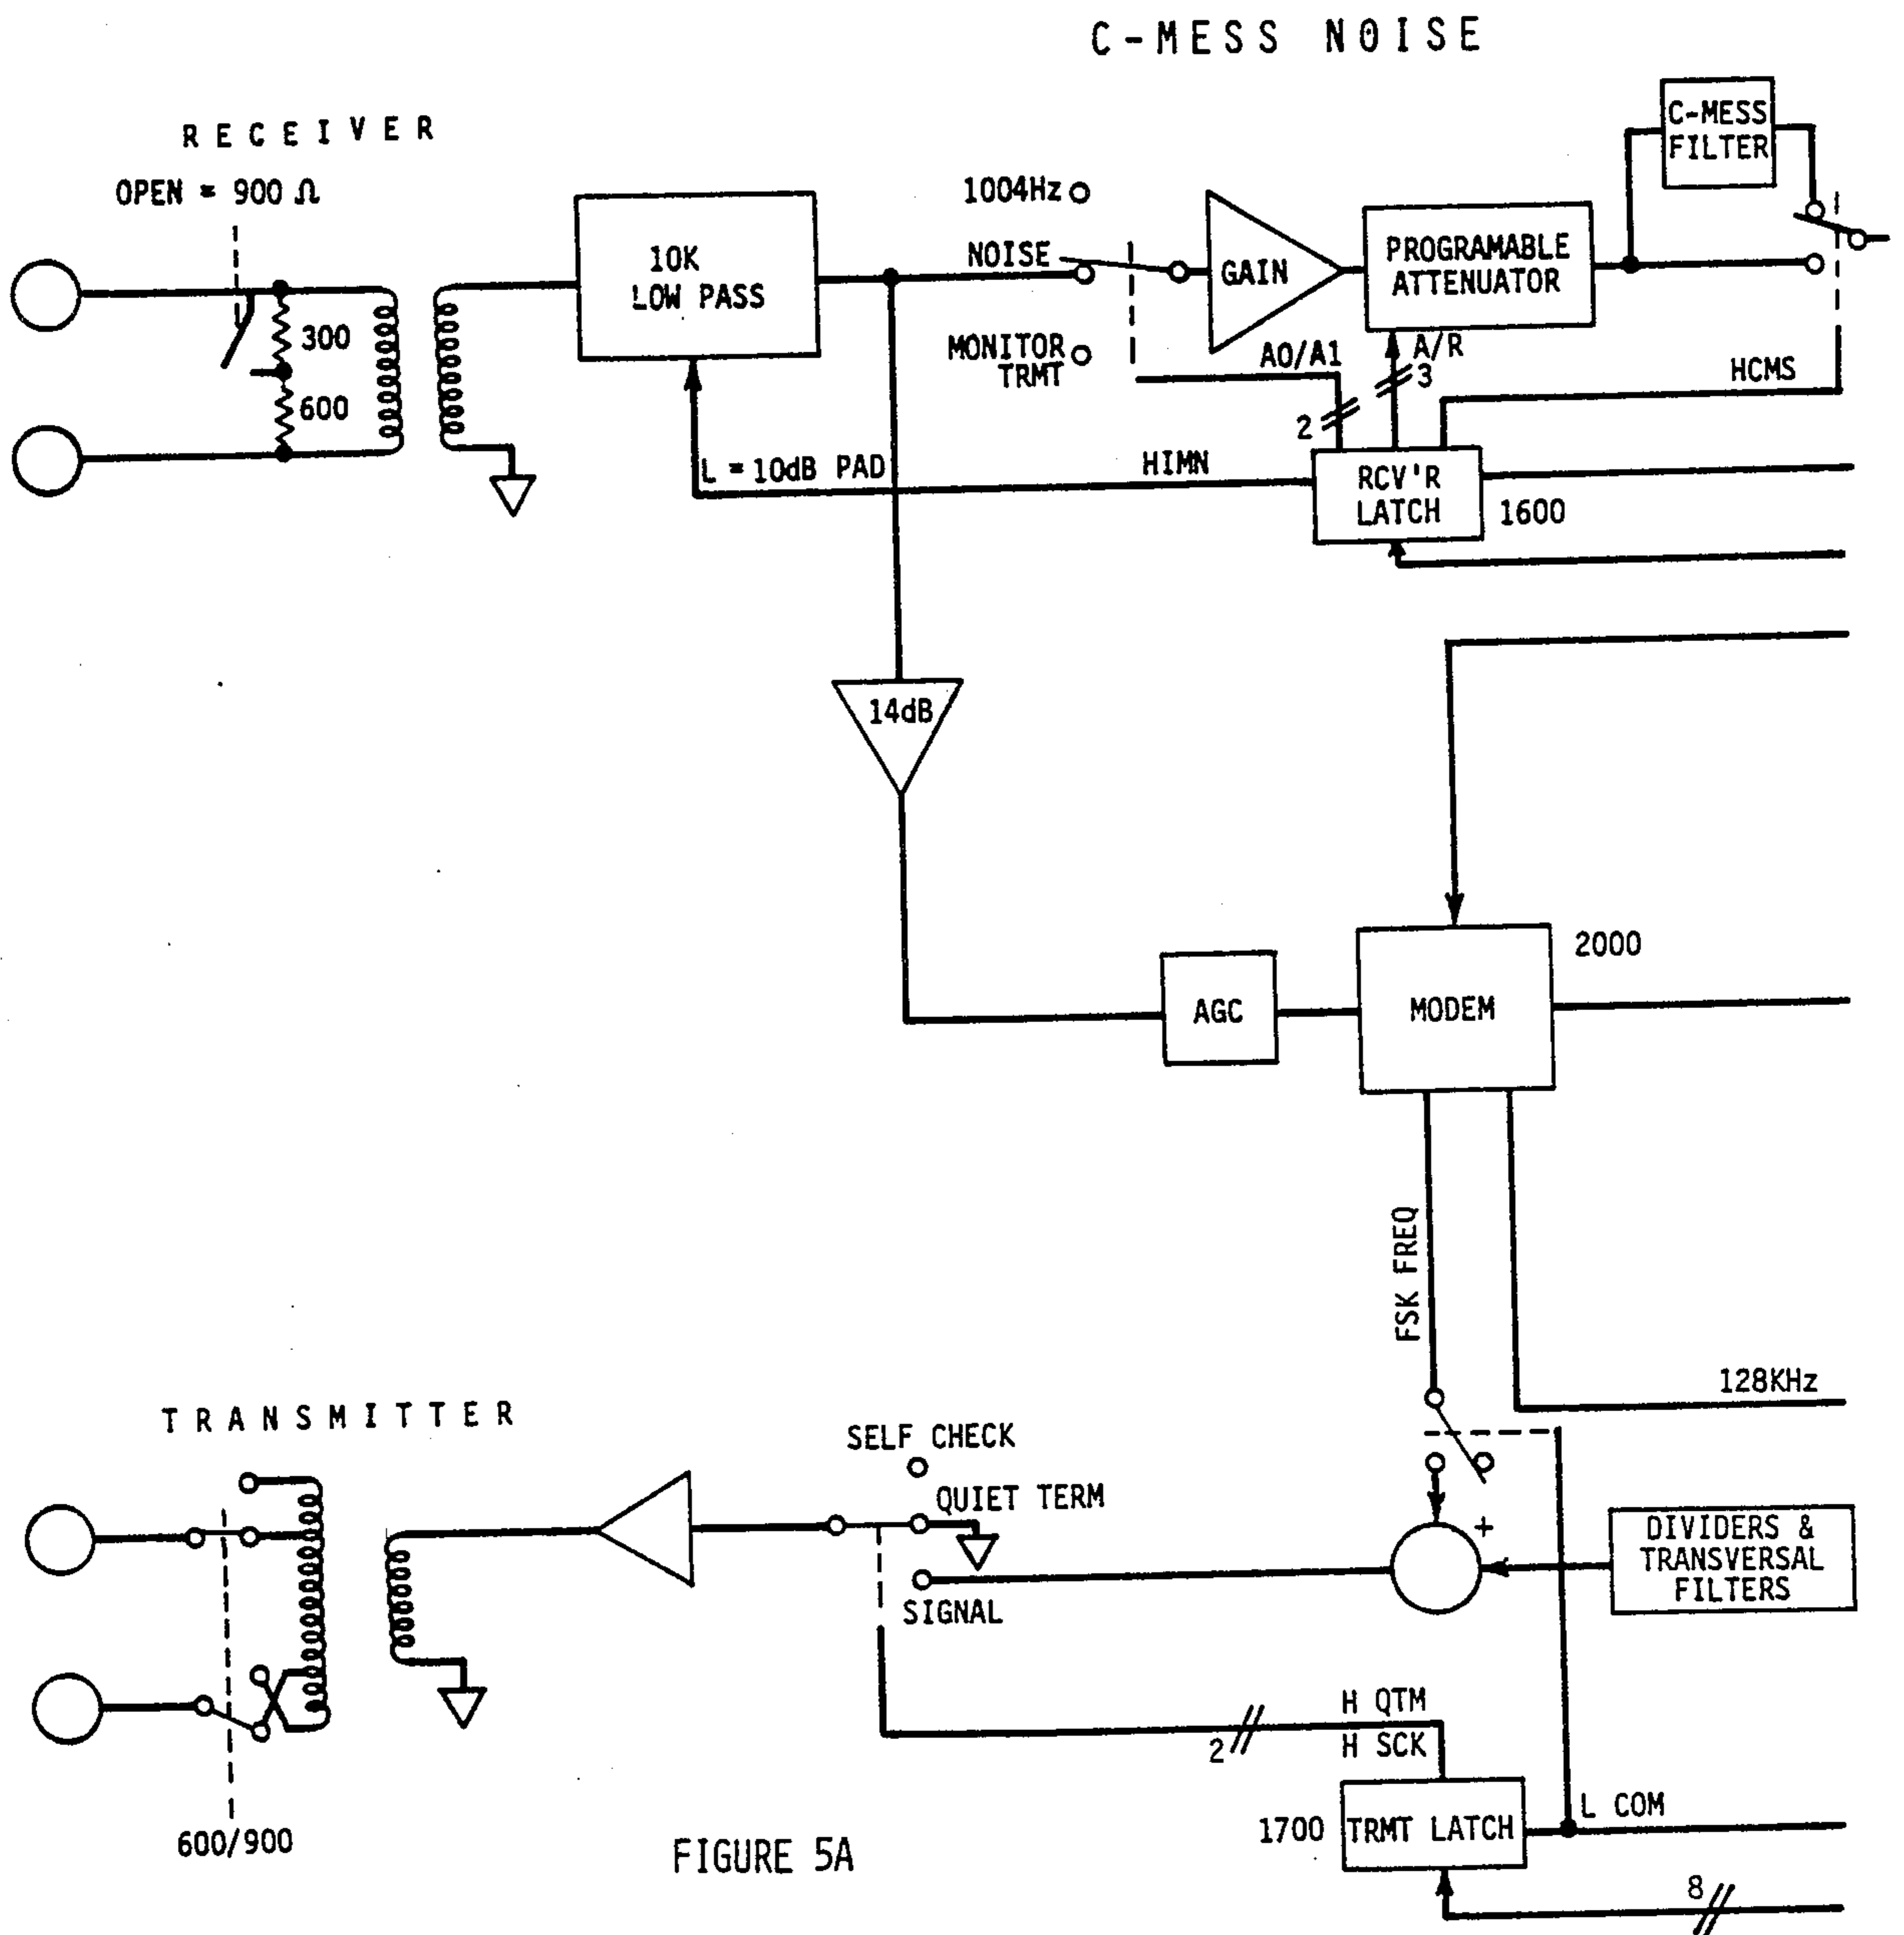 C-MESS NOISE
RECEIVER
OPEN = 900 Ω
300
600
10K
LOW PASS
1004Hz
NOISE
MONITOR
TRMT
GAIN
PROGRAMABLE
ATTENUATOR
C-MESS
FILTER
A0/A1
2
A/R
3
HCMS
L = 10dB PAD
HIMN
RCV'R
LATCH
1600
14dB
AGC
MODEM
2000
FSK FREQ
128KHz
TRANSMITTER
600/900
SELF CHECK
QUIET TERM
SIGNAL
+
DIVIDERS &
TRANSVERSAL
FILTERS
2
H QTM
H SCK
1700
TRMT LATCH
L COM
8
FIGURE 5A